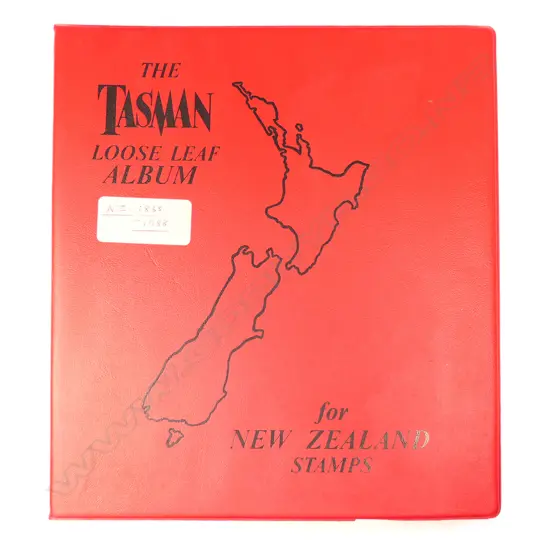 THE
TASMAN
LOOSE LEAF
ALBUM
for
NEW ZEALAND
STAMPS